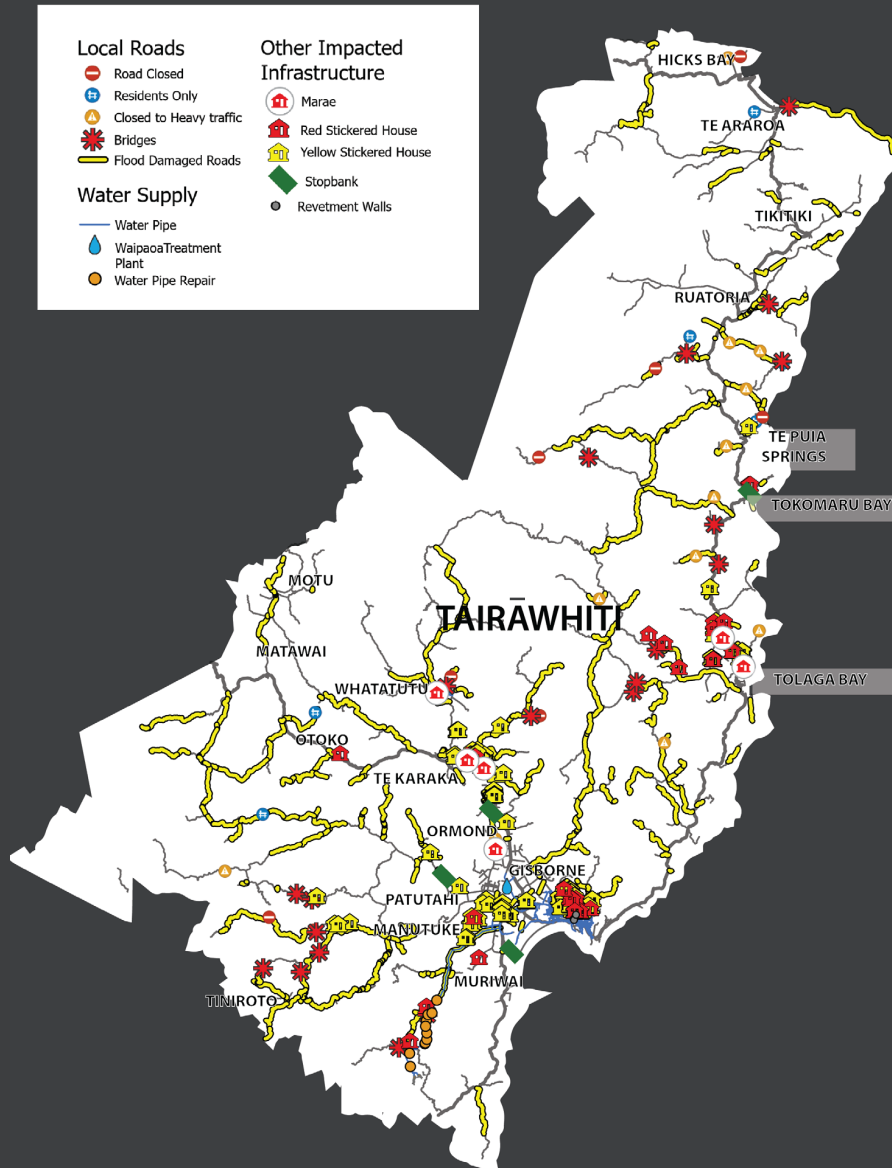 Local Roads
Road Closed
Residents Only
Closed to Heavy traffic
Bridges
Flood Damaged Roads
Water Supply
Water Pipe
WaipaoaTreatment
Plant
Water Pipe Repair
Other Impacted
Infrastructure
Marae
Red Stickered House
Yellow Stickered House
Stopbank
Revetment Walls
HICKS BAY
TE ARAROA
TIKITIKI
RUATORIA
TE PUIA
SPRINGS
TOKOMARU BAY
MOTU
TAIRĀWHITI
MATAWAI
WHATATUTU
TOLAGA BAY
OTOKO
TE KARAKA
ORMOND
GISBORNE
PATUTAHI
MANUTUKE
MURIWAI
TINIROTO